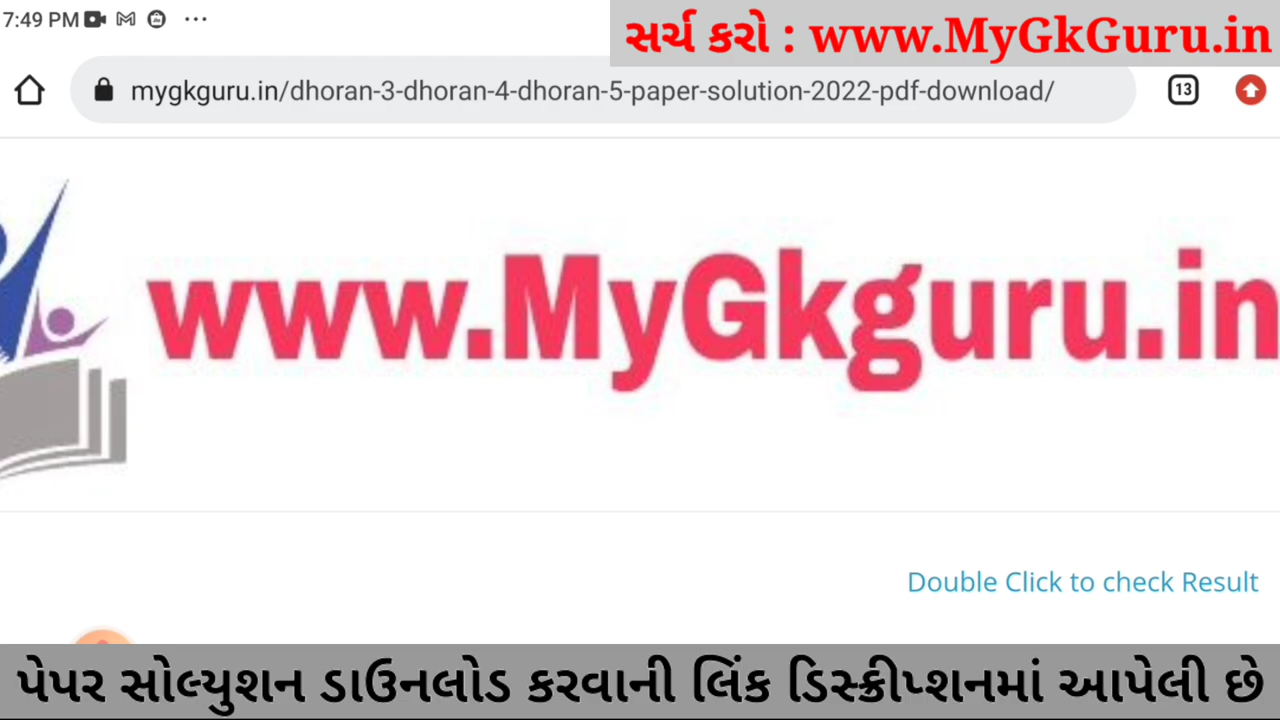 7:49 PM
સર્ચ કરો : www.MyGkGuru.in
mygkguru.in/dhoran-3-dhoran-4-dhoran-5-paper-solution-2022-pdf-download/
13
www.MyGkguru.in
Double Click to check Result
પેપર સોલ્યુશન ડાઉનલોડ કરવાની લિંક ડિસ્ક્રીપ્શનમાં આપેલી છે